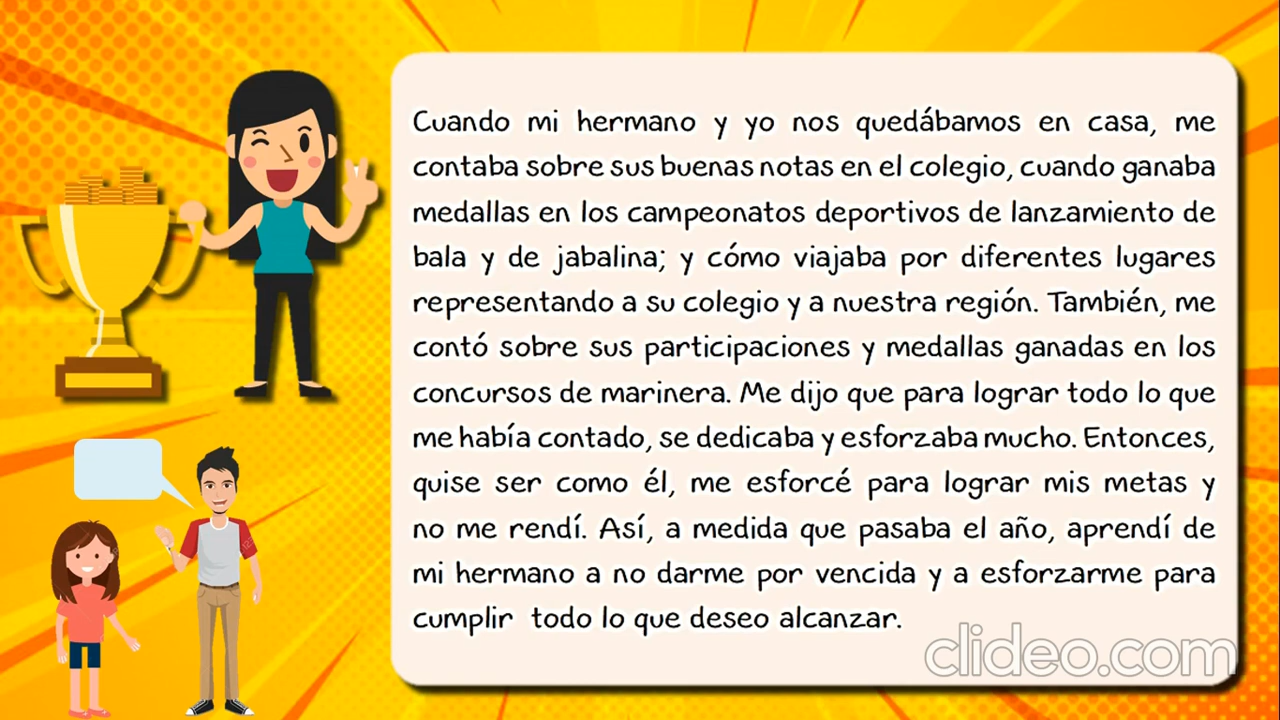 Cuando mi hermano y yo nos quedábamos en casa, me
contaba sobre sus buenas notas en el colegio, cuando ganaba
medallas en los campeonatos deportivos de lanzamiento de
bala y de jabalina; y cómo viajaba por diferentes lugares
representando a su colegio y a nuestra región. También, me
contó sobre sus participaciones y medallas ganadas en los
concursos de marinera. Me dijo que para lograr todo lo que
me había contado, se dedicaba y esforzaba mucho. Entonces,
quise ser como él, me esforcé para lograr mis metas y
no me rendí. Así, a medida que pasaba el año, aprendí de
mi hermano a no darme por vencida y a esforzarme para
cumplir todo lo que deseo alcanzar.
clideo.com